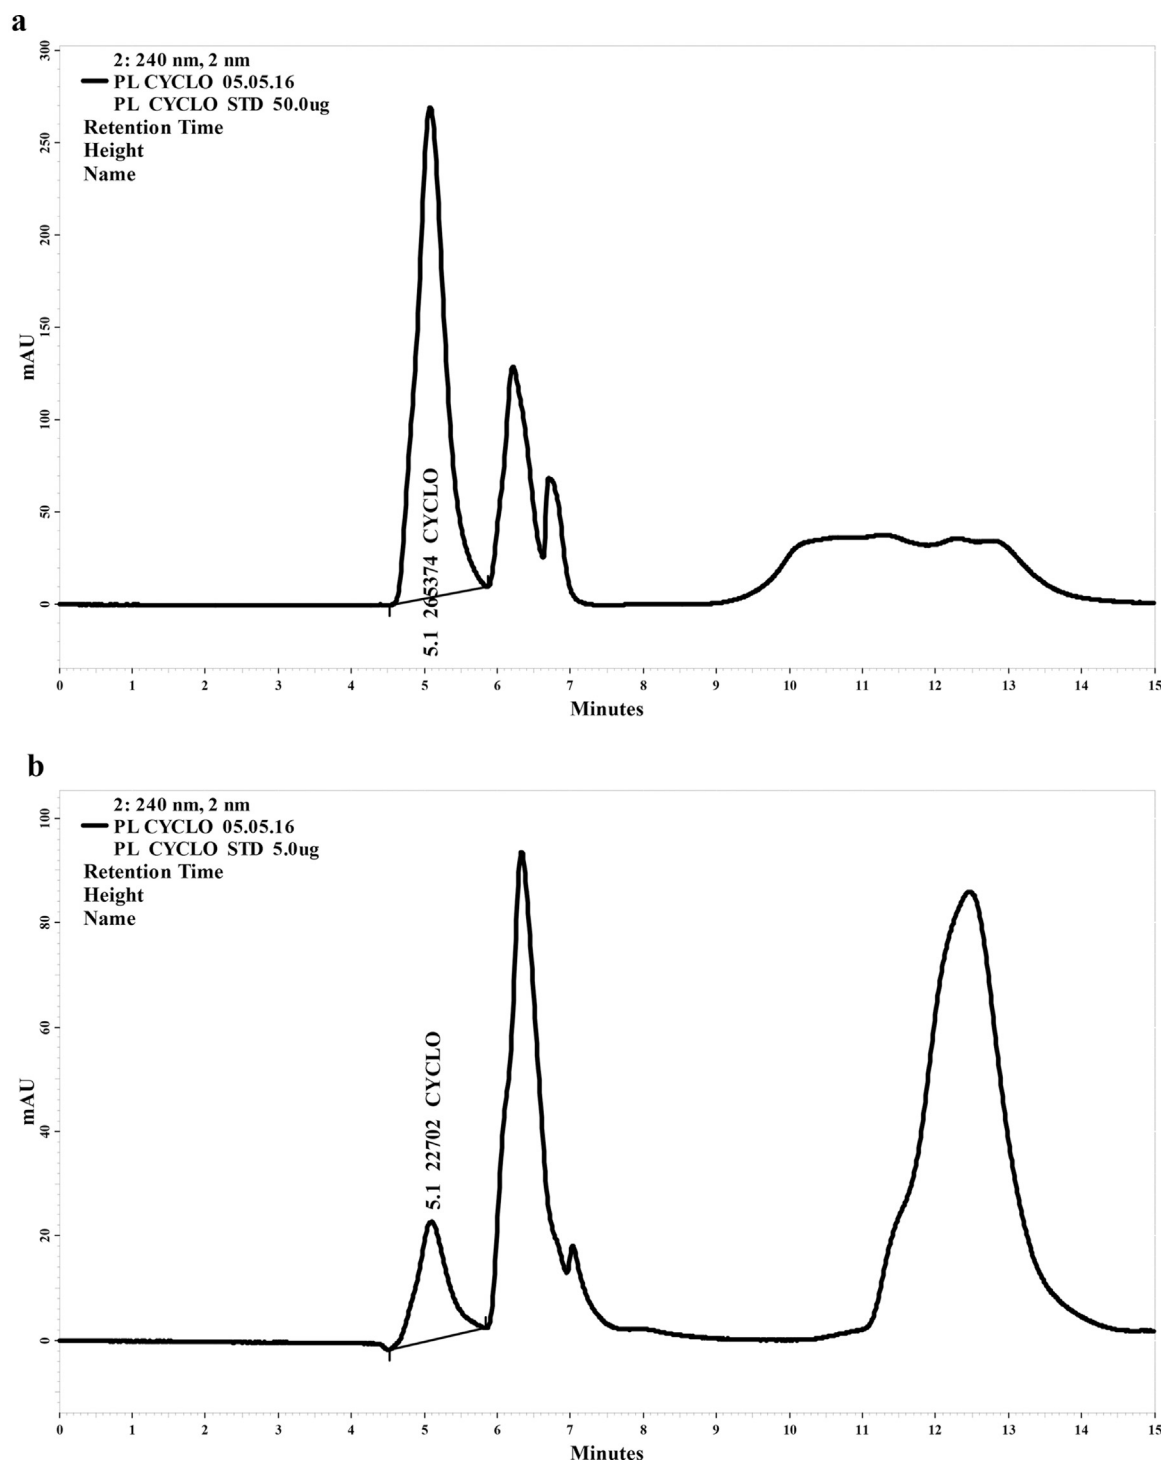 a
2: 240 nm, 2 nm
PL CYCLO 05.05.16
PL CYCLO STD 50.0ug
Retention Time
Height
Name
300
250
200
150
100
50
0
mAU
5.1 265374 CYCLO
0 1 2 3 4 5 6 7 8 9 10 11 12 13 14 15
Minutes
b
2: 240 nm, 2 nm
PL CYCLO 05.05.16
PL CYCLO STD 5.0ug
Retention Time
Height
Name
100
80
60
40
20
0
mAU
5.1 22702 CYCLO
0 1 2 3 4 5 6 7 8 9 10 11 12 13 14 15
Minutes